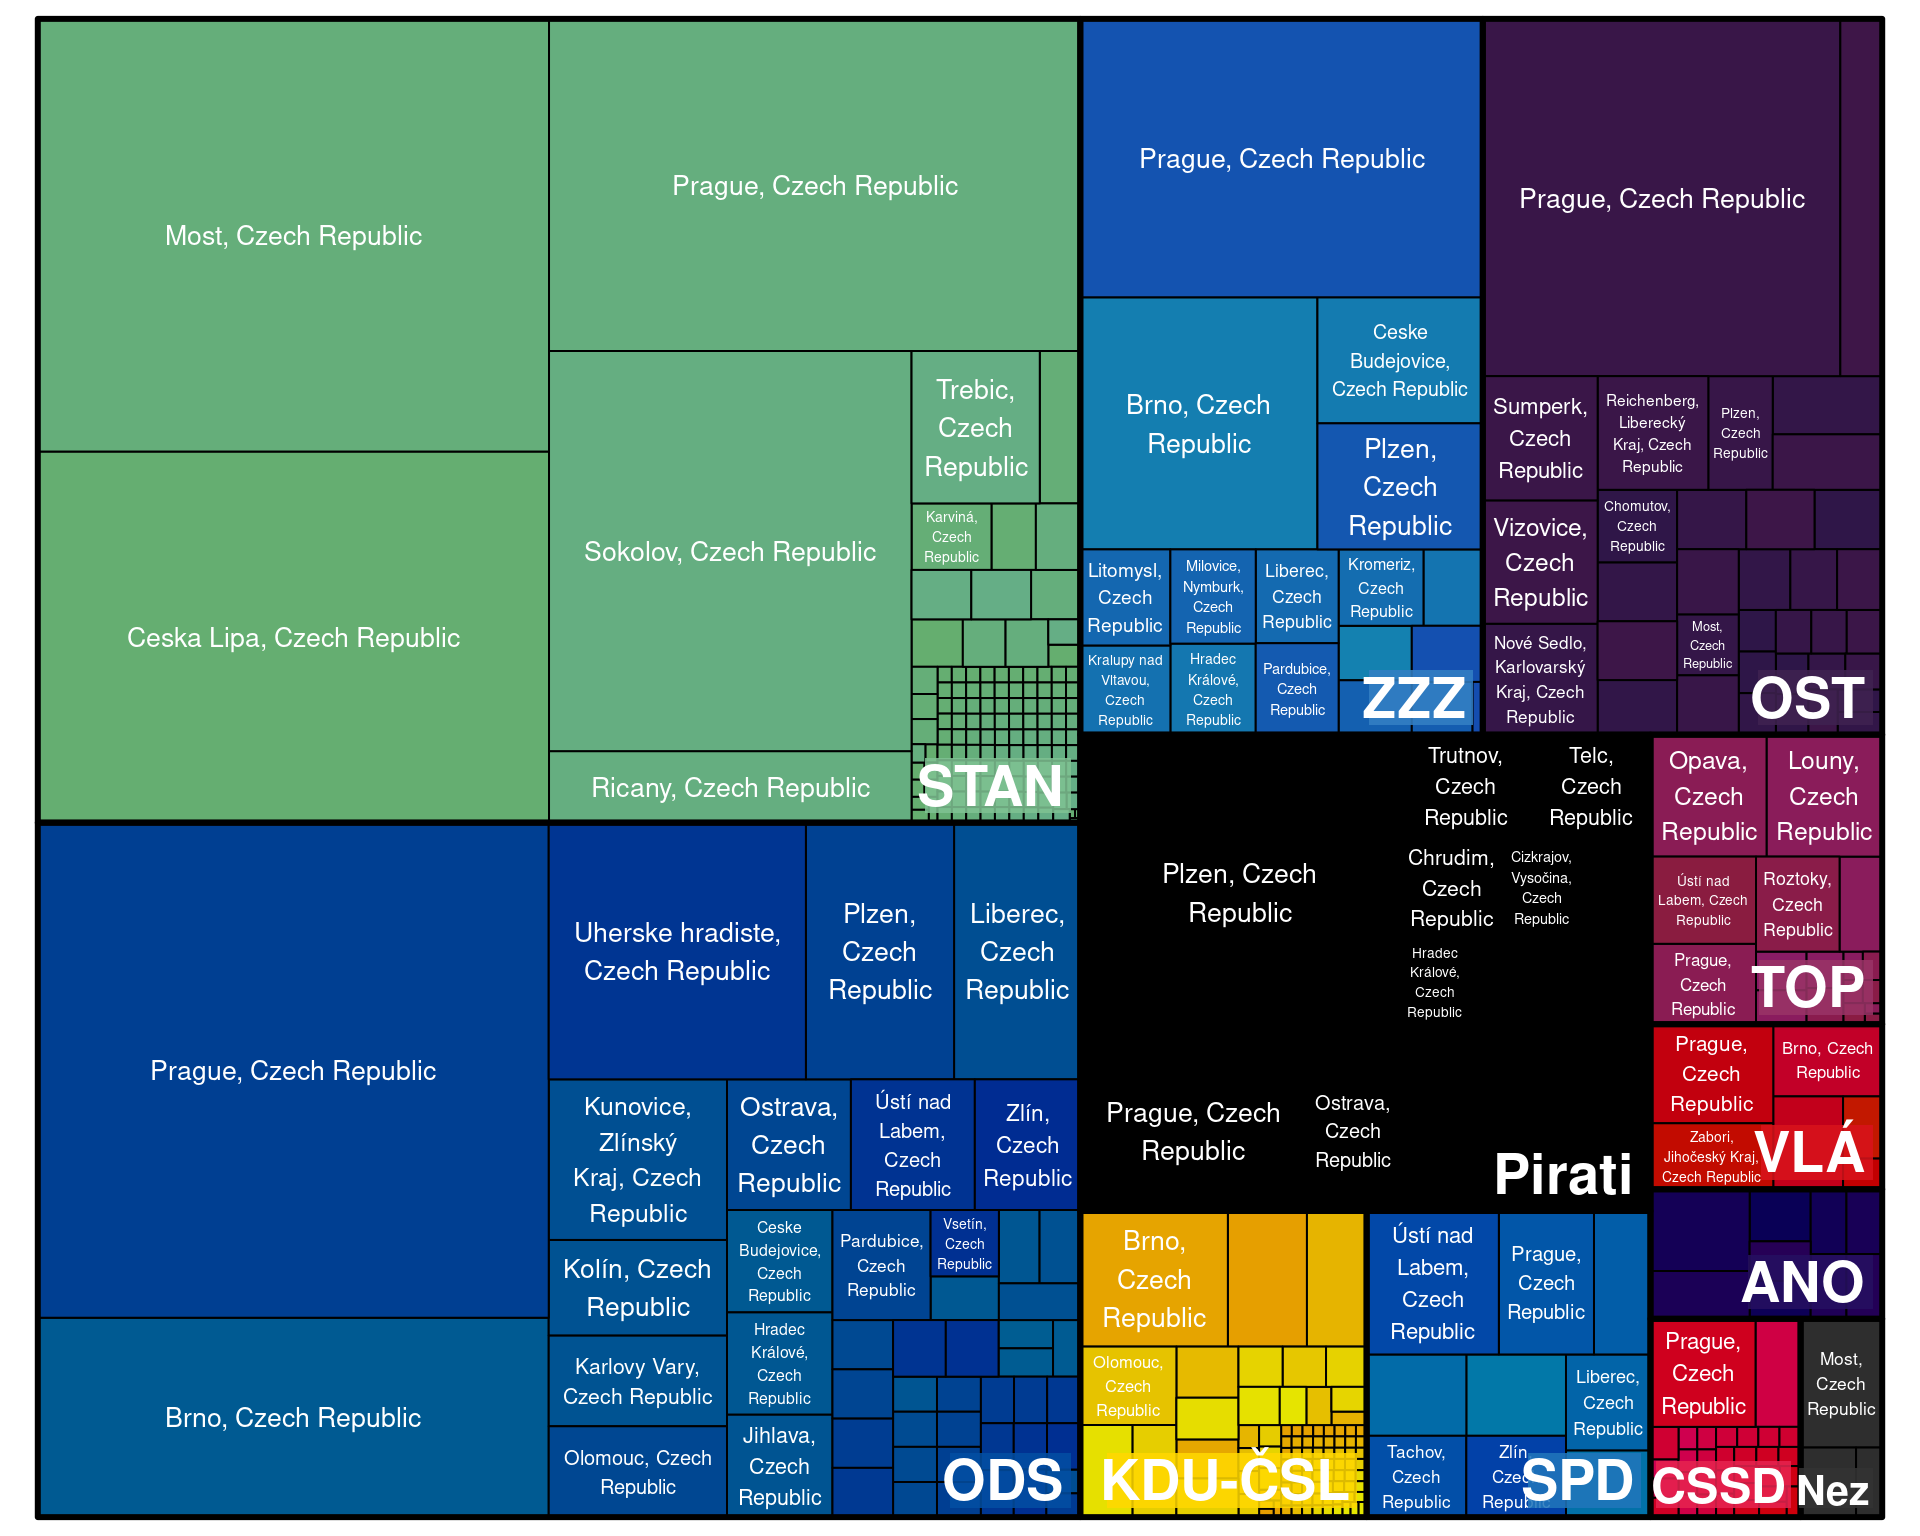 Most, Czech Republic
Prague, Czech Republic
Ceska Lipa, Czech Republic
Sokolov, Czech Republic
Trebic,
Czech
Republic
Karviná,
Czech
Republic
Ricany, Czech Republic
STAN
Prague, Czech Republic
Brno, Czech
Republic
Ceske
Budejovice,
Czech Republic
Plzen,
Czech
Republic
Litomysl,
Czech
Republic
Milovice,
Nymburk,
Czech
Republic
Liberec,
Czech
Republic
Kromeriz,
Czech
Republic
Kralupy nad
Vltavou,
Czech
Republic
Hradec
Králové,
Czech
Republic
Pardubice,
Czech
Republic
ZZZ
Prague, Czech Republic
Sumperk,
Czech
Republic
Reichenberg,
Liberecký
Kraj, Czech
Republic
Plzen,
Czech
Republic
Vizovice,
Czech
Republic
Chomutov,
Czech
Republic
Nové Sedlo,
Karlovarský
Kraj, Czech
Republic
Most,
Czech
Republic
OST
Prague, Czech Republic
Brno, Czech Republic
Uherske hradiste,
Czech Republic
Plzen,
Czech
Republic
Liberec,
Czech
Republic
Kunovice,
Zlínský
Kraj, Czech
Republic
Ostrava,
Czech
Republic
Ústí nad
Labem,
Czech
Republic
Zlín,
Czech
Republic
Kolín, Czech
Republic
Karlovy Vary,
Czech Republic
Olomouc, Czech
Republic
Ceske
Budejovice,
Czech
Republic
Hradec
Králové,
Czech
Republic
Jihlava,
Czech
Republic
Pardubice,
Czech
Republic
Vsetín,
Czech
Republic
ODS
Plzen, Czech
Republic
Trutnov,
Czech
Republic
Telc,
Czech
Republic
Chrudim,
Czech
Republic
Cizkrajov,
Vysočina,
Czech
Republic
Hradec
Králové,
Czech
Republic
Prague, Czech
Republic
Ostrava,
Czech
Republic
Pirati
Opava,
Czech
Republic
Louny,
Czech
Republic
Ústí nad
Labem, Czech
Republic
Roztoky,
Czech
Republic
Prague,
Czech
Republic
TOP
Prague,
Czech
Republic
Brno, Czech
Republic
Zabori,
Jihočeský Kraj,
Czech Republic
VLÁ
ANO
Brno,
Czech
Republic
Olomouc,
Czech
Republic
KDU-ČSL
Ústí nad
Labem,
Czech
Republic
Prague,
Czech
Republic
Liberec,
Czech
Republic
Tachov,
Czech
Republic
Zlín
Czech
Republic
SPD
Prague,
Czech
Republic
CSSD
Most,
Czech
Republic
Nez